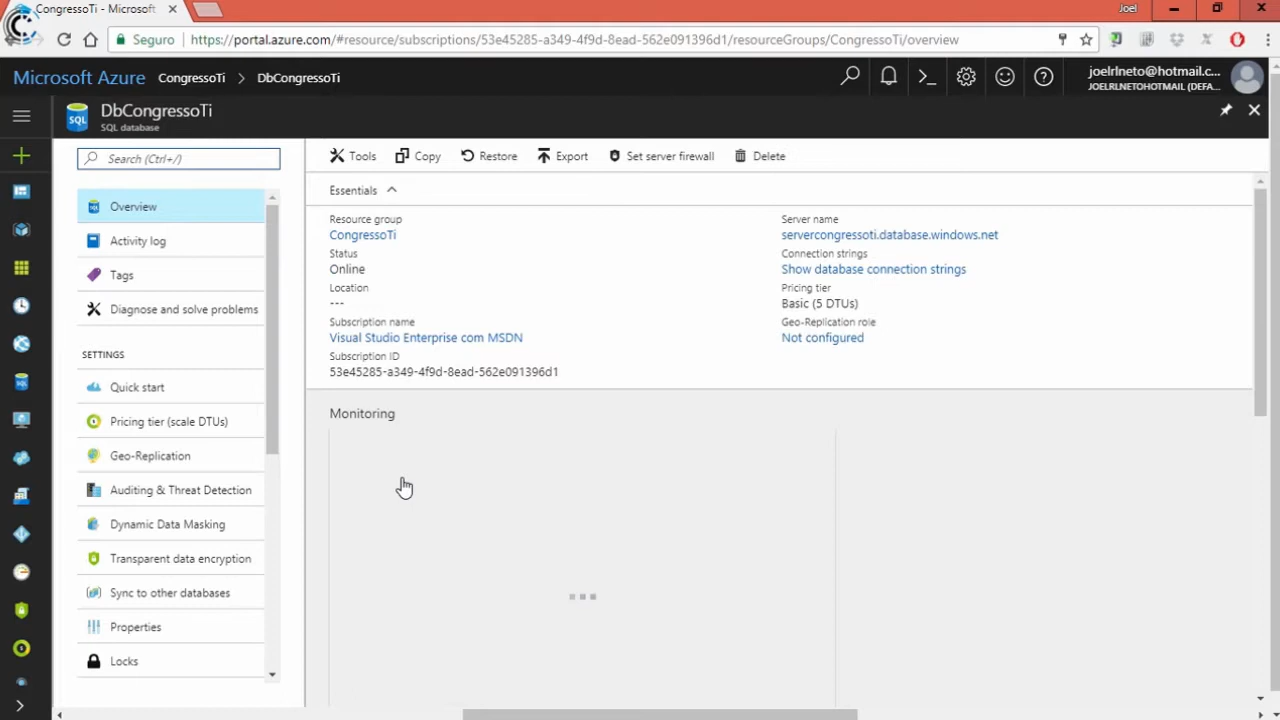 CongressoTi - Microsoft
Joel
Seguro
https://portal.azure.com/#resource/subscriptions/53e45285-a349-4f9d-8ead-562e091396d1/resourceGroups/CongressoTi/overview
Microsoft Azure CongressoTi > DbCongressoTi
joelrlneto@hotmail.c...
JOELRLNETOHOTMAIL (DEFA...
DbCongressoTi
SQL
SQL database
Search (Ctrl+/)
Tools Copy Restore Export Set server firewall Delete
Overview
Activity log
Tags
Diagnose and solve problems
SETTINGS
Quick start
Pricing tier (scale DTUs)
Geo-Replication
Auditing & Threat Detection
Dynamic Data Masking
Transparent data encryption
Sync to other databases
Properties
Locks
Essentials
Resource group
CongressoTi
Status
Online
Location
---
Subscription name
Visual Studio Enterprise com MSDN
Subscription ID
53e45285-a349-4f9d-8ead-562e091396d1
Server name
servercongressoti.database.windows.net
Connection strings
Show database connection strings
Pricing tier
Basic (5 DTUs)
Geo-Replication role
Not configured
Monitoring